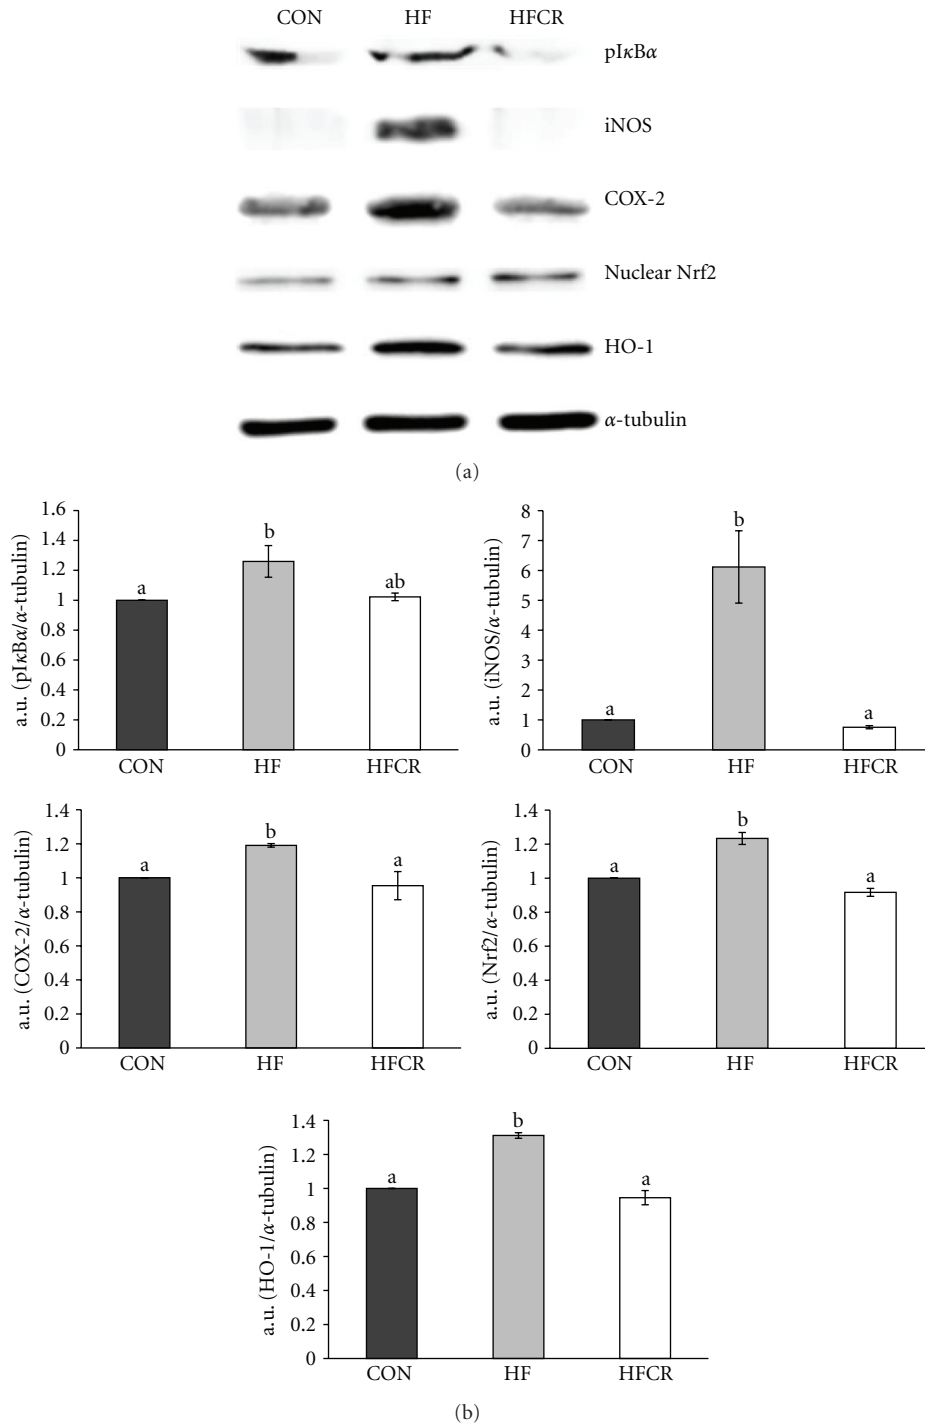 CON HF HFCR
pIκBα
iNOS
COX-2
Nuclear Nrf2
HO-1
α-tubulin
(a)
a.u. (pIκBα/α-tubulin)
1.6
1.4
1.2
1
0.8
0.6
0.4
0.2
0
a
b
ab
CON HF HFCR
a.u. (iNOS/α-tubulin)
8
7
6
5
4
3
2
1
0
a
b
a
CON HF HFCR
a.u. (COX-2/α-tubulin)
1.4
1.2
1
0.8
0.6
0.4
0.2
0
a
b
a
CON HF HFCR
a.u. (Nrf2/α-tubulin)
1.4
1.2
1
0.8
0.6
0.4
0.2
0
a
b
a
CON HF HFCR
a.u. (HO-1/α-tubulin)
1.4
1.2
1
0.8
0.6
0.4
0.2
0
a
b
a
CON HF HFCR
(b)